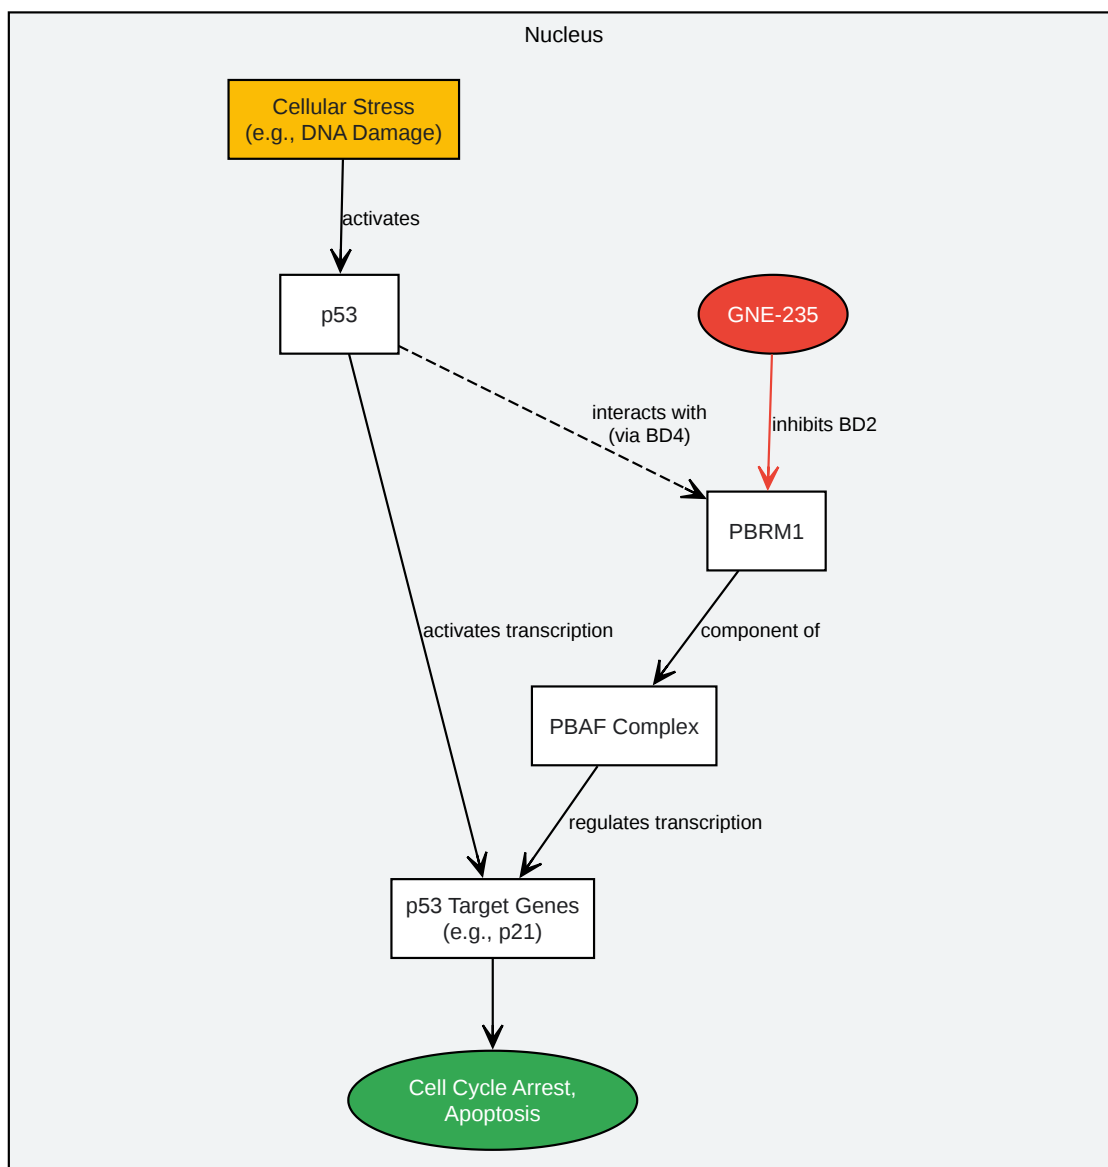 Nucleus
Cellular Stress
(e.g., DNA Damage)
activates
p53
GNE-235
interacts with
(via BD4)
inhibits BD2
PBRM1
activates transcription
component of
PBAF Complex
regulates transcription
p53 Target Genes
(e.g., p21)
Cell Cycle Arrest,
Apoptosis